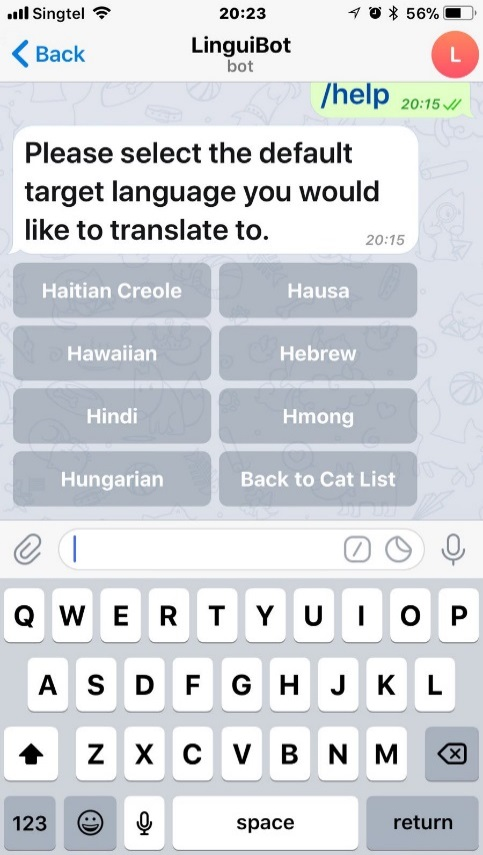 Singtel 20:23 56%
Back LinguiBot L
bot
/help 20:15
Please select the default
target language you would
like to translate to.
20:15
Haitian Creole Hausa
Hawaiian Hebrew
Hindi Hmong
Hungarian Back to Cat List
Q W E R T Y U I O P
A S D F G H J K L
Z X C V B N M
123 space return